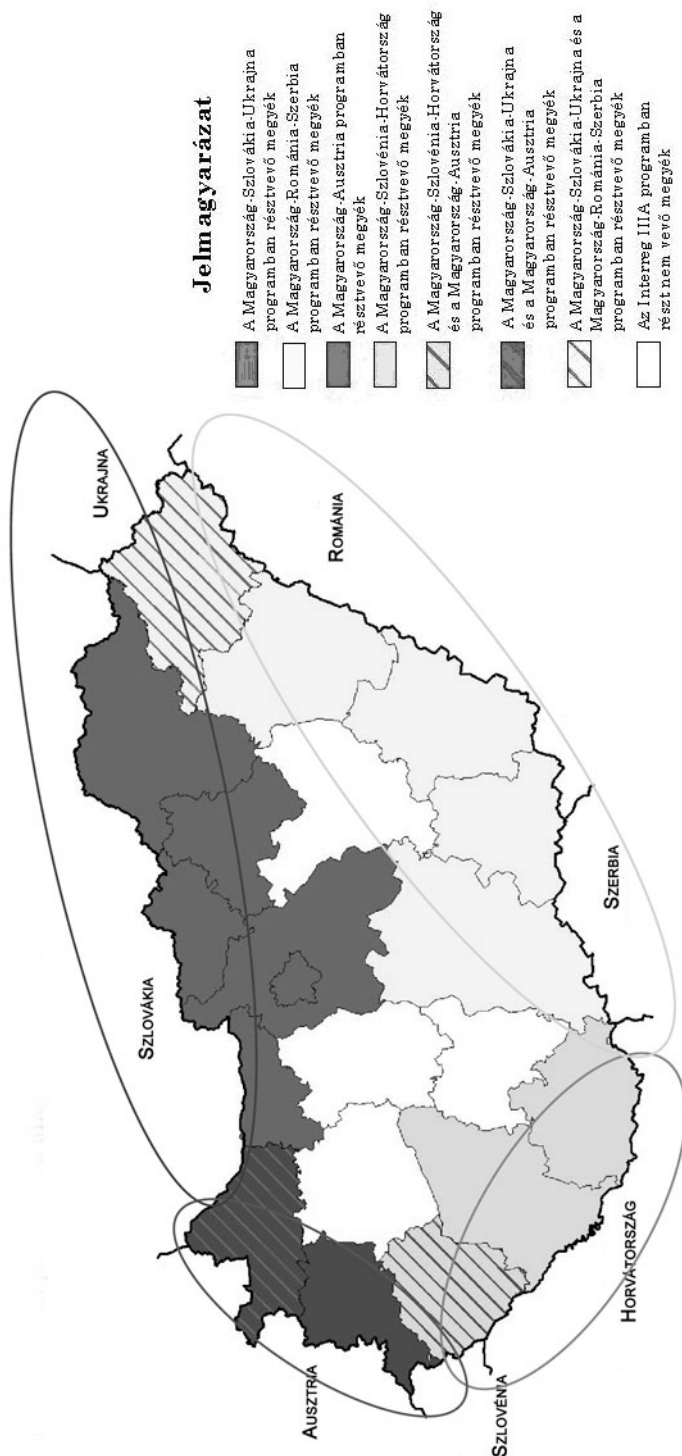 UKRAJNA
SZLOVÁKIA
AUSZTRIA
ROMÁNIA
SZERBIA
HORVÁTORSZÁG
SZLOVÉNIA
Jelmagyarázat
A Magyarország-Szlovákia-Ukrajna
programban résztvevő megyék
A Magyarország-Románia-Szerbia
programban résztvevő megyék
A Magyarország-Ausztria programban
résztvevő megyék
A Magyarország-Szlovénia-Horvátország
programban résztvevő megyék
A Magyarország-Szlovénia-Horvátország
és a Magyarország-Ausztria
programban résztvevő megyék
A Magyarország-Szlovákia-Ukrajna
és a Magyarország-Ausztria
programban résztvevő megyék
A Magyarország-Szlovákia-Ukrajna és a
Magyarország-Románia-Szerbia
programban résztvevő megyék
Az Interreg IIIA programban
részt nem vevő megyék